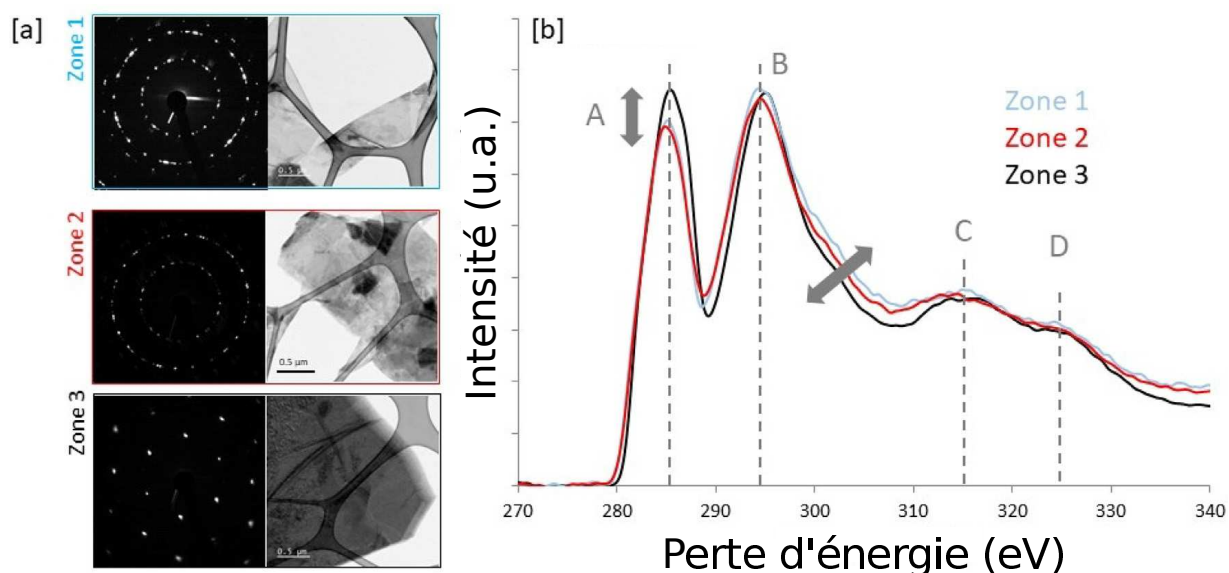 [a]
Zone 1
0.5 µm
Zone 2
0.5 µm
Zone 3
0.5 µm
[b]
A
B
C
D
Zone 1
Zone 2
Zone 3
Intensité (u.a.)
270 280 290 300 310 320 330 340
Perte d'énergie (eV)